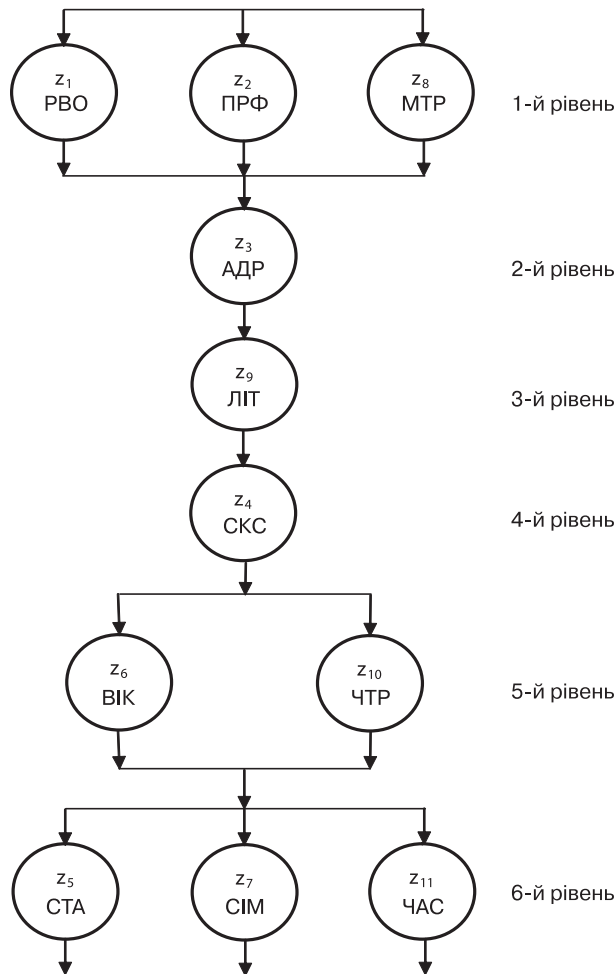 z₁ z₂ z₈
РВО ПРФ МТР 1-й рівень
z₃
АДР 2-й рівень
z₉
ЛІТ 3-й рівень
z₄
СКС 4-й рівень
z₆ z₁₀
ВІК ЧТР 5-й рівень
z₅ z₇ z₁₁
СТА СІМ ЧАС 6-й рівень